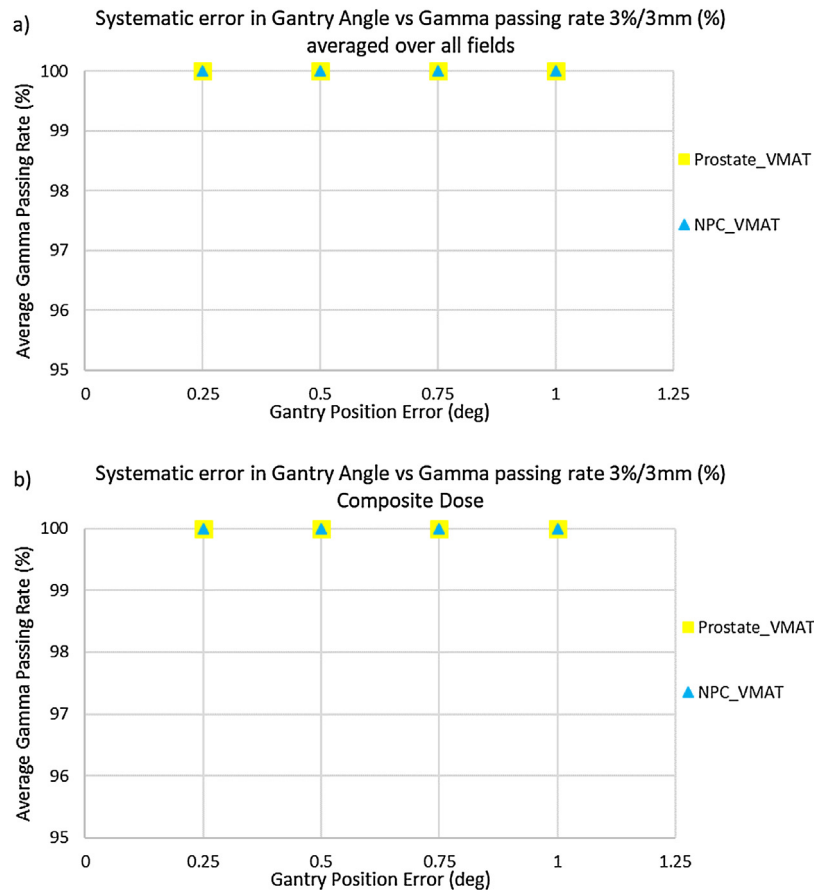 a)
Systematic error in Gantry Angle vs Gamma passing rate 3%/3mm (%)
averaged over all fields
Average Gamma Passing Rate (%)
100
99
98
97
96
95
0
0.25
0.5
0.75
1
1.25
Gantry Position Error (deg)
Prostate_VMAT
NPC_VMAT
b)
Systematic error in Gantry Angle vs Gamma passing rate 3%/3mm (%)
Composite Dose
Average Gamma Passing Rate (%)
100
99
98
97
96
95
0
0.25
0.5
0.75
1
1.25
Gantry Position Error (deg)
Prostate_VMAT
NPC_VMAT